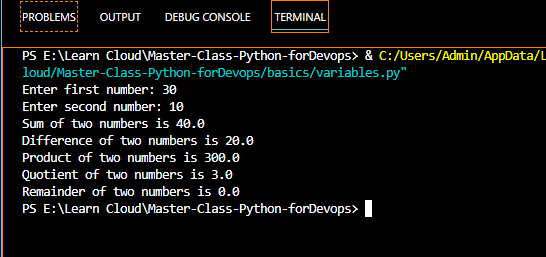 PROBLEMS OUTPUT DEBUG CONSOLE TERMINAL
PS E:\Learn Cloud\Master-Class-Python-forDevops> & C:/Users/Admin/AppData/L
loud/Master-Class-Python-forDevops/basics/variables.py"
Enter first number: 30
Enter second number: 10
Sum of two numbers is 40.0
Difference of two numbers is 20.0
Product of two numbers is 300.0
Quotient of two numbers is 3.0
Remainder of two numbers is 0.0
PS E:\Learn Cloud\Master-Class-Python-forDevops>